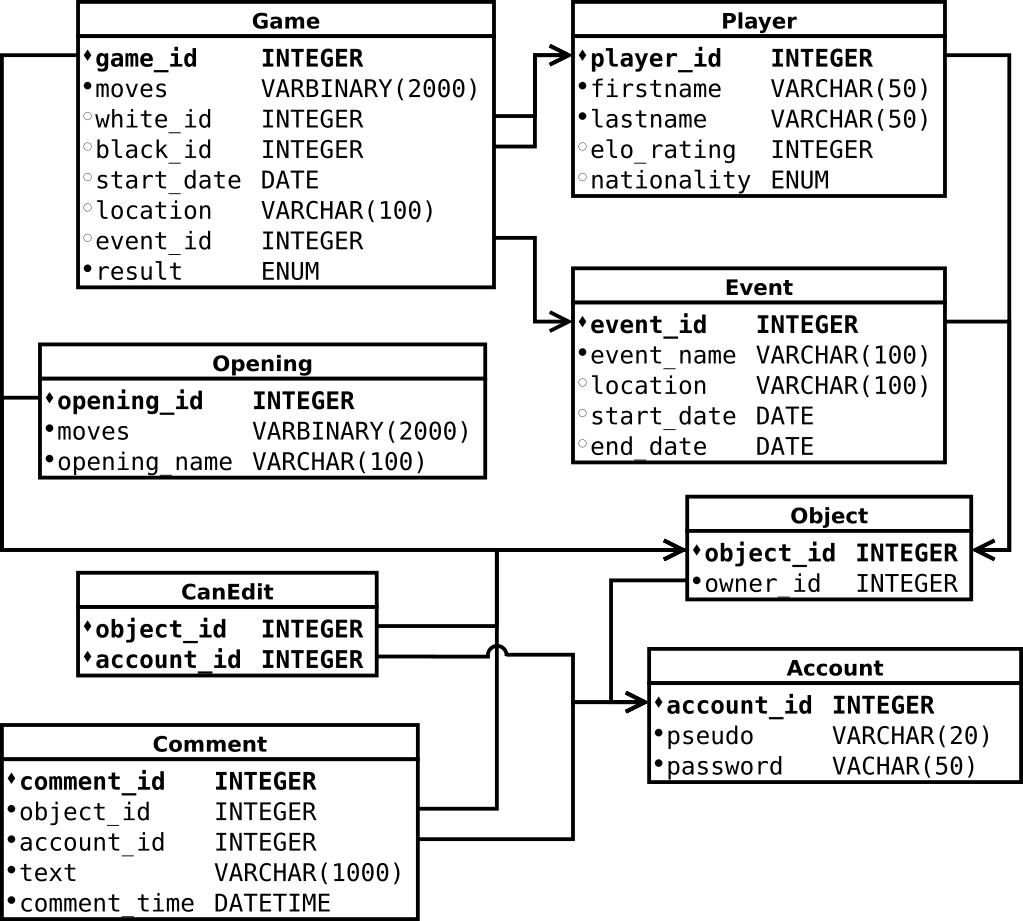 Game
game_id INTEGER
moves VARBINARY(2000)
white_id INTEGER
black_id INTEGER
start_date DATE
location VARCHAR(100)
event_id INTEGER
result ENUM
Player
player_id INTEGER
firstname VARCHAR(50)
lastname VARCHAR(50)
elo_rating INTEGER
nationality ENUM
Event
event_id INTEGER
event_name VARCHAR(100)
location VARCHAR(100)
start_date DATE
end_date DATE
Opening
opening_id INTEGER
moves VARBINARY(2000)
opening_name VARCHAR(100)
Object
object_id INTEGER
owner_id INTEGER
CanEdit
object_id INTEGER
account_id INTEGER
Account
account_id INTEGER
pseudo VARCHAR(20)
password VACHAR(50)
Comment
comment_id INTEGER
object_id INTEGER
account_id INTEGER
text VARCHAR(1000)
comment_time DATETIME